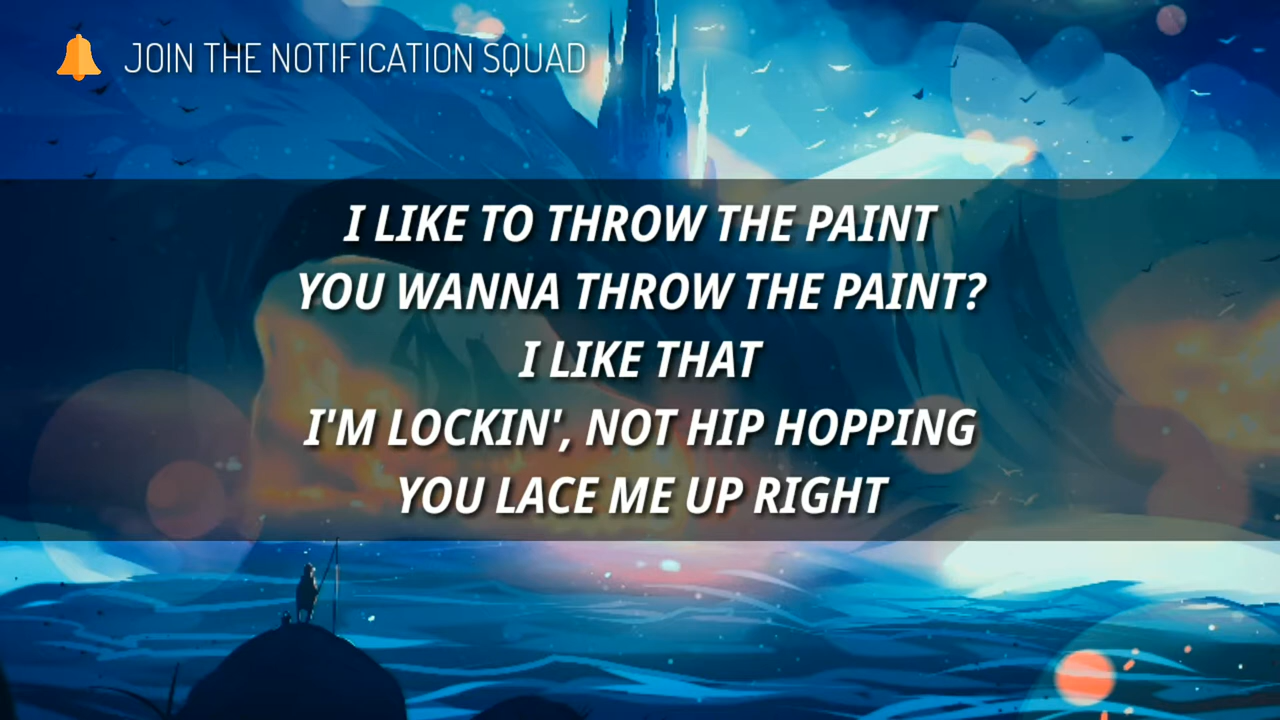 JOIN THE NOTIFICATION SQUAD
I LIKE TO THROW THE PAINT
YOU WANNA THROW THE PAINT?
I LIKE THAT
I'M LOCKIN', NOT HIP HOPPING
YOU LACE ME UP RIGHT